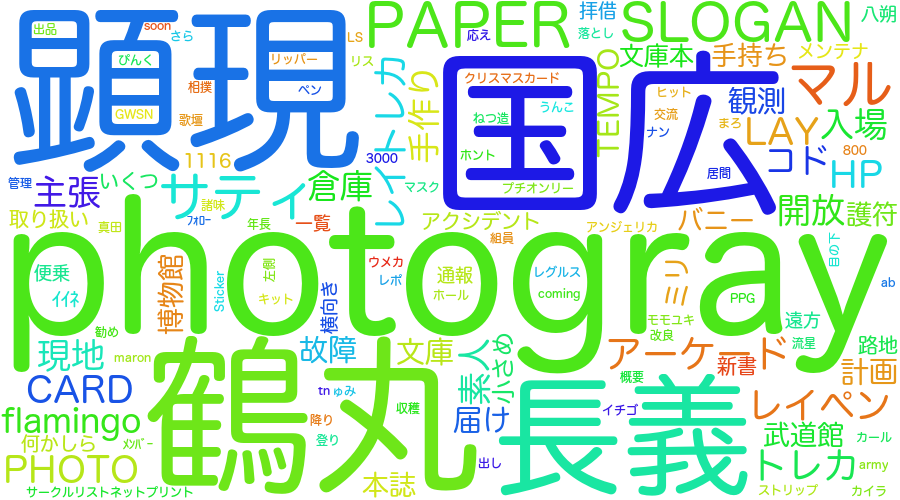 出品
soon
さら
LS
PAPER
応え
拝借
落とし
SLOGAN
八朔
顕現
ぴんく
リッパー
リス
トレカ
手作り
クリスマスカード
TEMPO
文庫本
手持ち
メンテナ
相撲
ペン
国広
うんこ
ヒット
観測
マル
GWSN
歌壇
ねつ造
交流
ナン
まろ
LAY
入場
1116
3000
ホント
居間
コド
800
HP
管理
主張
いくつ
サティ
倉庫
レイ
マスク
プチオンリー
諸味
取り扱い
真田
フォロー
年長
一覧
アクシデント
組員
アンジェリカ
バニー
開放
護符
photogray
便乗
イイネ
博物館
Sticker
左側
キット
横向き
ウメカ
レポ
通報
ホール
レグルス
coming
ミリ
PPG
目の下
ab
勧め
モモユキ
改良
遠方
流星
路地
現地
maron
鶴丸
故障
文庫
素人
小さめ
アーケード
新書
計画
CARD
tn
ゅみ
収穫
長義
イチゴ
概要
レイペン
flamingo
降り
届け
何かしら
メンバー
登り
武道館
カール
PHOTO
出し
トレカ
army
サークルリストネットプリント
本誌
ストリップ
カイラ